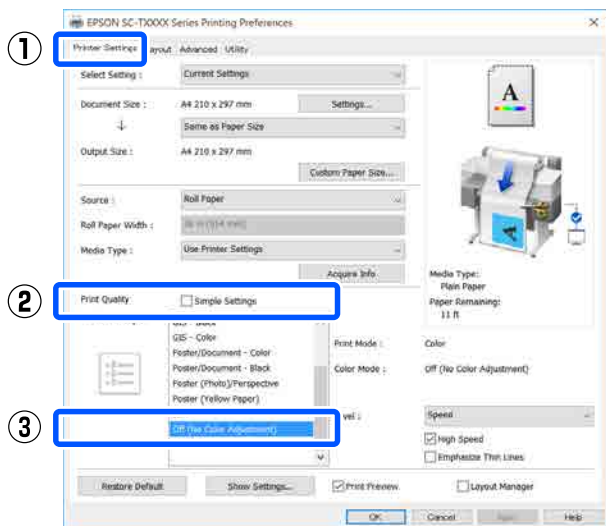 EPSON SC-TXXXX Series Printing Preferences
1
Printer Settings
Layout
Advanced
Utility
Select Setting :
Current Settings
Document Size :
A4 210 x 297 mm
Settings...
Same as Paper Size
Output Size :
A4 210 x 297 mm
Custom Paper Size...
Source :
Roll Paper
Roll Paper Width :
Media Type :
Use Printer Settings
Acquire Info
A
Media Type:
Plain Paper
Paper Remaining:
11 ft
2
Print Quality
Simple Settings
GIS - Color
Poster/Document - Color
Poster/Document - Black
Poster (Photo)/Perspective
Poster (Yellow Paper)
3
Off (No Color Adjustment)
Print Mode :
Color
Color Mode :
Off (No Color Adjustment)
Speed
High Speed
Emphasize Thin Lines
Restore Default
Show Settings...
Print Preview
Layout Manager
OK
Cancel
Help